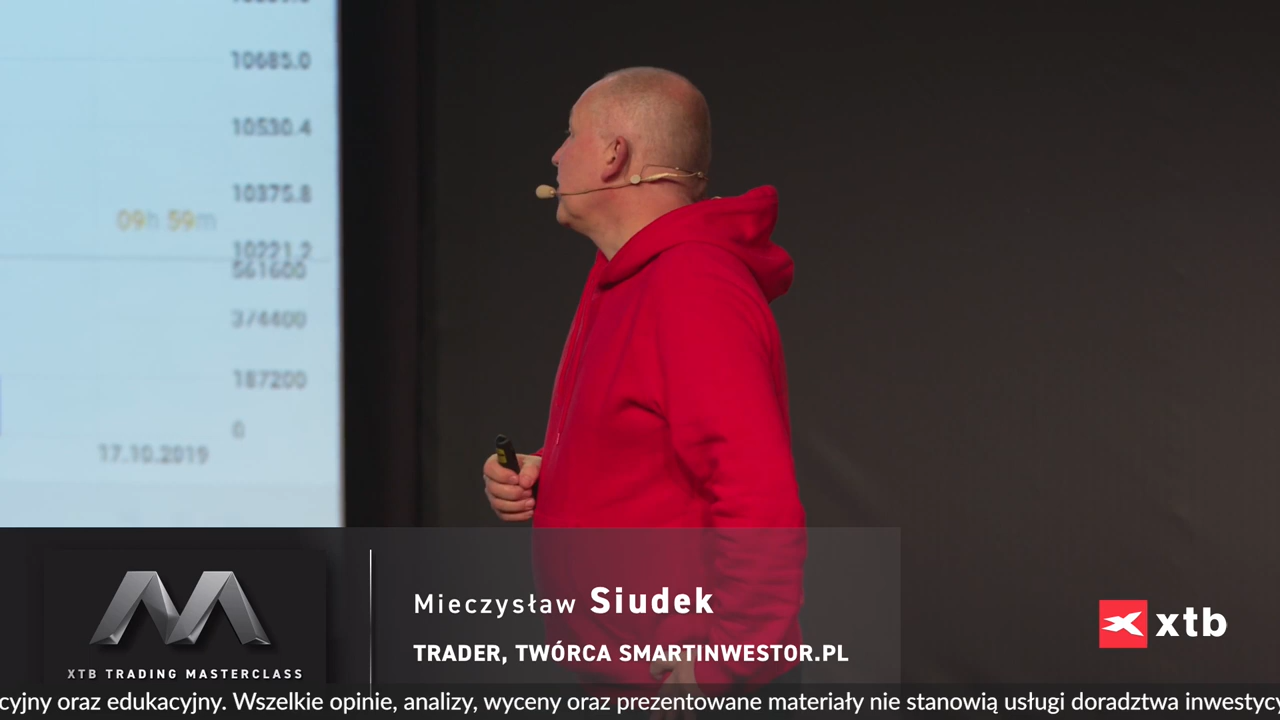 10685.0
10530.4
10375.8
09h 59m
10221.2
561600
374400
187200
0
17.10.2019
Mieczysław Siudek
TRADER, TWÓRCA SMARTINWESTOR.PL
XTB TRADING MASTERCLASS
xtb
cyjny oraz edukacyjny. Wszelkie opinie, analizy, wyceny oraz prezentowane materiały nie stanowią usługi doradztwa inwestyc